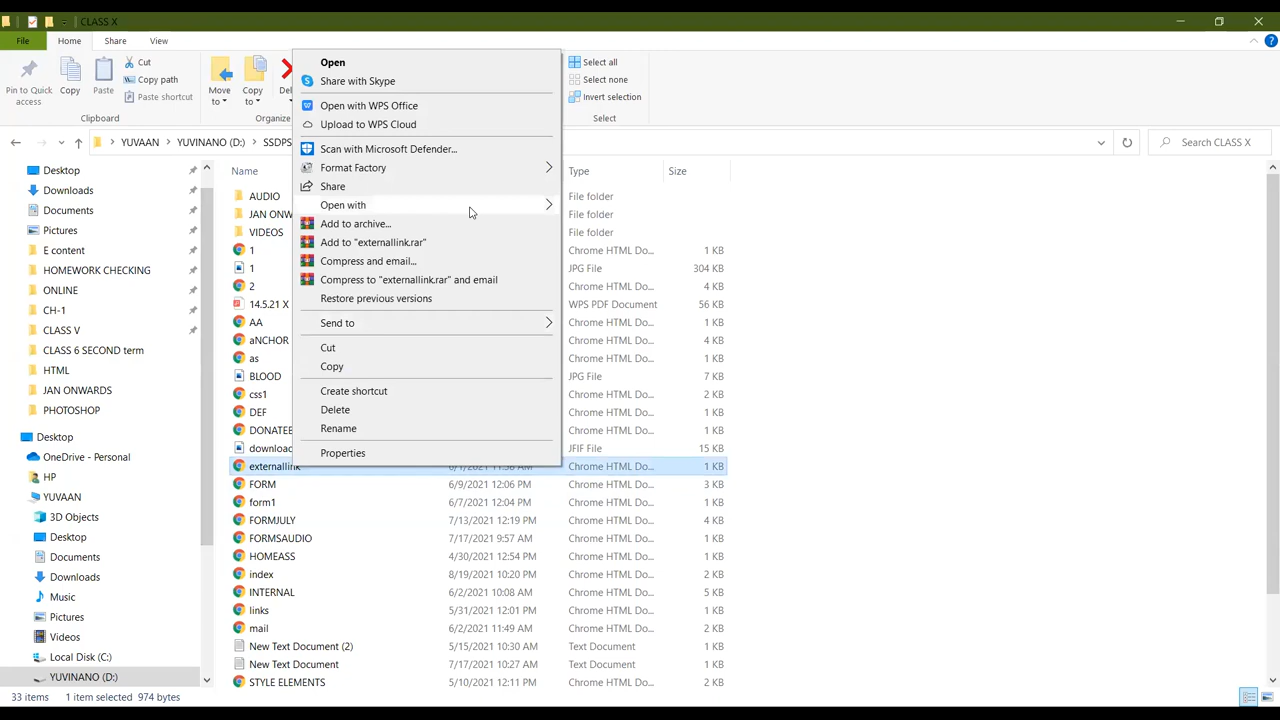 CLASS X
File Home Share View
Pin to Quick access
Copy
Paste
Cut
Copy path
Paste shortcut
Clipboard
Move to
Copy to
Organize
Select all
Select none
Invert selection
Select
YUVAAN YUVINANO (D:)
Search CLASS X
Desktop
Downloads
Documents
Pictures
E content
HOMEWORK CHECKING
ONLINE
CH-1
CLASS V
CLASS 6 SECOND term
HTML
JAN ONWARDS
PHOTOSHOP
Desktop
OneDrive - Personal
HP
YUVAAN
3D Objects
Desktop
Documents
Downloads
Music
Pictures
Videos
Local Disk (C:)
YUVINANO (D:)
Open
Share with Skype
Open with WPS Office
Upload to WPS Cloud
Scan with Microsoft Defender...
Format Factory
Share
Open with
Add to archive...
Add to "externallink.rar"
Compress and email...
Compress to "externallink.rar" and email
Restore previous versions
Send to
Cut
Copy
Create shortcut
Delete
Rename
Properties
Name Type Size
AUDIO File folder
JAN File folder
VIDEOS File folder
1 Chrome HTML Do... 1 KB
1 JPG File 304 KB
2 Chrome HTML Do... 4 KB
14.5.21 X WPS PDF Document 56 KB
AA Chrome HTML Do... 1 KB
aNCHOR Chrome HTML Do... 4 KB
as Chrome HTML Do... 1 KB
BLOOD JPG File 7 KB
css1 Chrome HTML Do... 1 KB
DEF Chrome HTML Do... 2 KB
Chrome HTML Do... 1 KB
JFIF File 15 KB
externallink Chrome HTML Do... 1 KB
FORM 6/9/2021 12:06 PM Chrome HTML Do... 3 KB
form1 6/7/2021 12:04 PM Chrome HTML Do... 1 KB
FORMJULY 7/13/2021 12:19 PM Chrome HTML Do... 4 KB
FORMSAUDIO 7/17/2021 9:57 AM Chrome HTML Do... 1 KB
HOMEASS 4/30/2021 12:54 PM Chrome HTML Do... 1 KB
index 8/19/2021 10:20 PM Chrome HTML Do... 2 KB
INTERNAL 6/2/2021 10:08 AM Chrome HTML Do... 5 KB
links 5/31/2021 12:01 PM Chrome HTML Do... 1 KB
mail 6/2/2021 11:49 AM Chrome HTML Do... 2 KB
New Text Document (2) 5/15/2021 10:30 AM Text Document 1 KB
New Text Document 7/17/2021 10:27 AM Text Document 1 KB
STYLE ELEMENTS 5/10/2021 12:11 PM Chrome HTML Do... 2 KB
33 items 1 item selected 974 bytes